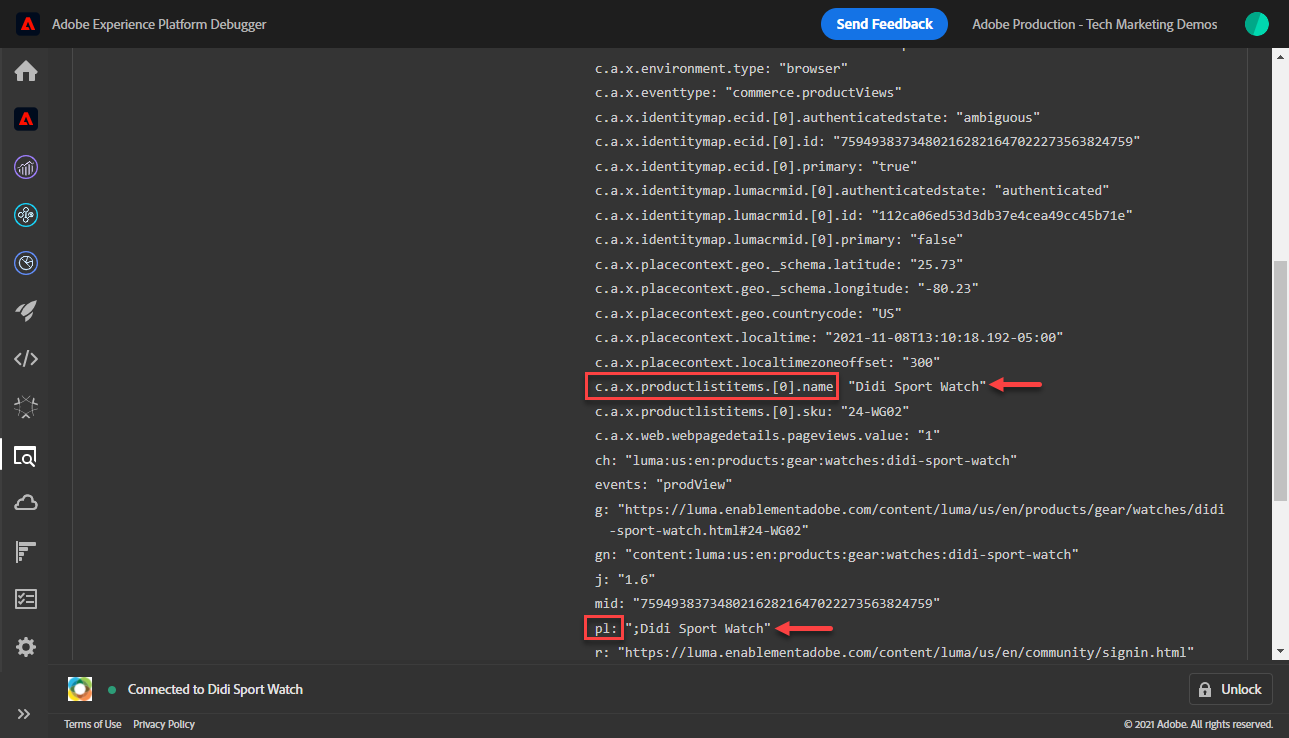 Adobe Experience Platform Debugger
Send Feedback
Adobe Production - Tech Marketing Demos
c.a.x.environment.type: "browser"
c.a.x.eventtype: "commerce.productViews"
c.a.x.identitymap.ecid.[0].authenticatedstate: "ambiguous"
c.a.x.identitymap.ecid.[0].id: "75949383734802162821647022273563824759"
c.a.x.identitymap.ecid.[0].primary: "true"
c.a.x.identitymap.lumacrmid.[0].authenticatedstate: "authenticated"
c.a.x.identitymap.lumacrmid.[0].id: "112ca06ed53d3db37e4cea49cc45b71e"
c.a.x.identitymap.lumacrmid.[0].primary: "false"
c.a.x.placecontext.geo._schema.latitude: "25.73"
c.a.x.placecontext.geo._schema.longitude: "-80.23"
c.a.x.placecontext.geo.countrycode: "US"
c.a.x.placecontext.localtime: "2021-11-08T13:10:18.192-05:00"
c.a.x.placecontext.localtimezoneoffset: "300"
c.a.x.productlistitems.[0].name "Didi Sport Watch"
c.a.x.productlistitems.[0].sku: "24-WG02"
c.a.x.web.webpagedetails.pageviews.value: "1"
ch: "luma:us:en:products:gear:watches:didi-sport-watch"
events: "prodView"
g: "https://luma.enablementadobe.com/content/luma/us/en/products/gear/watches/didi
-sport-watch.html#24-WG02"
gn: "content:luma:us:en:products:gear:watches:didi-sport-watch"
j: "1.6"
mid: "75949383734802162821647022273563824759"
pl: ";Didi Sport Watch"
r: "https://luma.enablementadobe.com/content/luma/us/en/community/signin.html"
Connected to Didi Sport Watch
Unlock
Terms of Use Privacy Policy
© 2021 Adobe. All rights reserved.